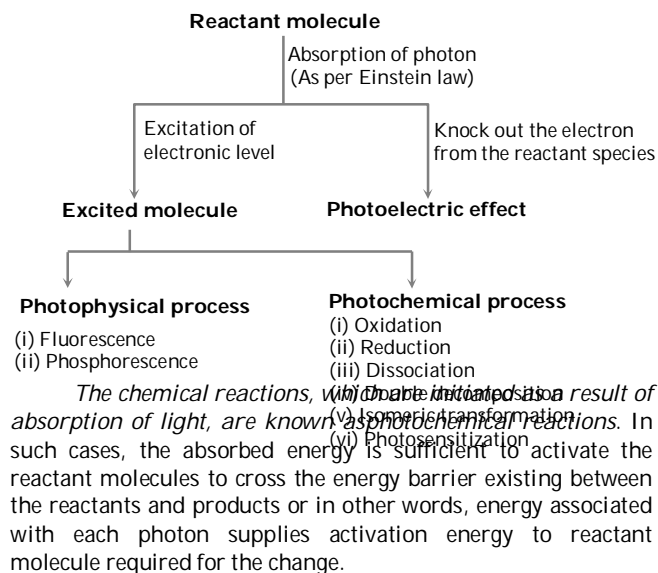 Reactant molecule
Absorption of photon
(As per Einstein law)
Excitation of
electronic level
Knock out the electron
from the reactant species
Excited molecule
Photoelectric effect
Photophysical process
(i) Fluorescence
(ii) Phosphorescence
Photochemical process
(i) Oxidation
(ii) Reduction
(iii) Dissociation
(iv) Double decomposition
(v) Isomeric transformation
(vi) Photosensitization
The chemical reactions, which are initiated as a result of
absorption of light, are known asphotochemical reactions. In
such cases, the absorbed energy is sufficient to activate the
reactant molecules to cross the energy barrier existing between
the reactants and products or in other words, energy associated
with each photon supplies activation energy to reactant
molecule required for the change.